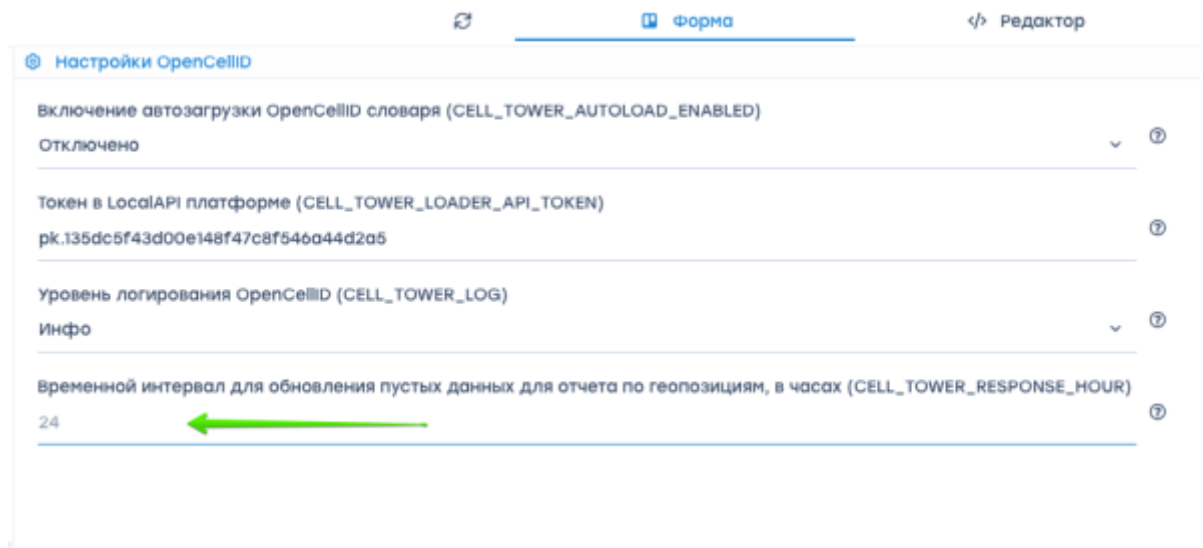 Форма
</> Редактор
Настройки OpenCellID
Включение автозагрузки OpenCellID словаря (CELL_TOWER_AUTOLOAD_ENABLED)
Отключено
Токен в LocalAPI платформе (CELL_TOWER_LOADER_API_TOKEN)
pk.135dc5f43d00e148f47c8f546a44d2a5
Уровень логирования OpenCellID (CELL_TOWER_LOG)
Инфо
Временной интервал для обновления пустых данных для отчета по геопозициям, в часах (CELL_TOWER_RESPONSE_HOUR)
24